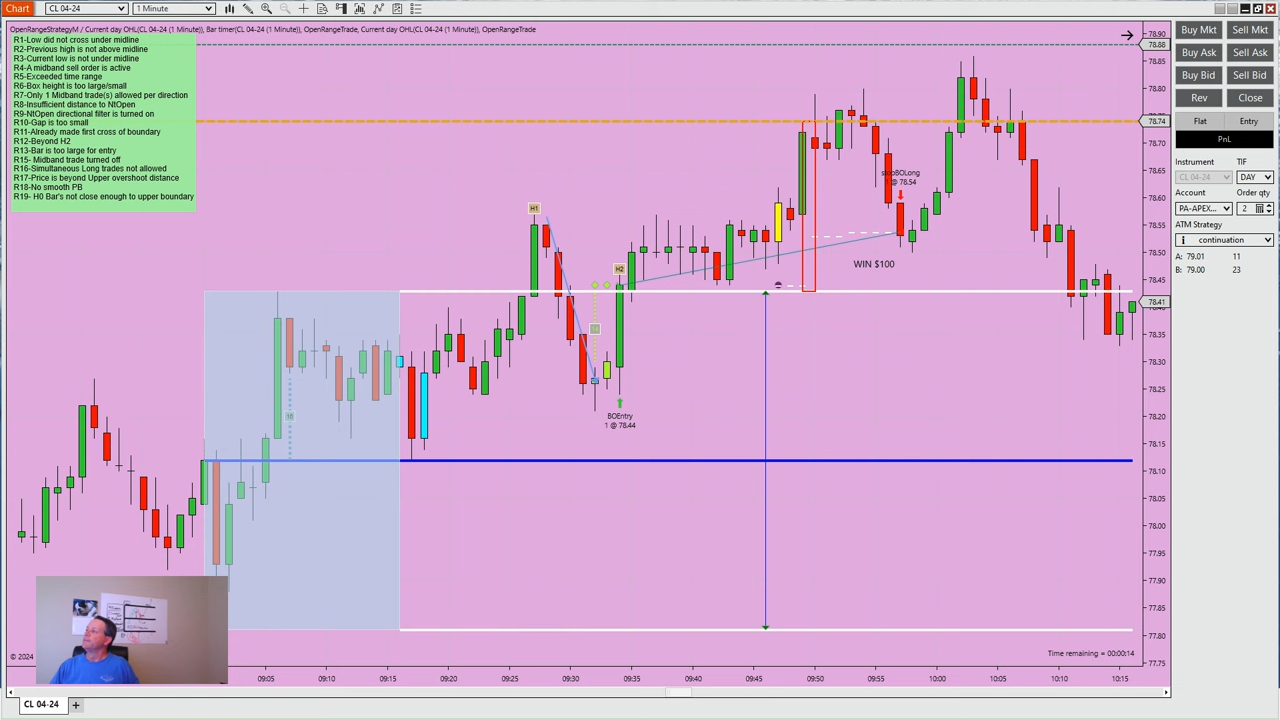 Chart
CL 04-24
1 Minute
OpenRangeStrategyM / Current day OHL(CL 04-24 (1 Minute)), Bar timer(CL 04-24 (1 Minute)), OpenRangeTrade, Current day OHL(CL 04-24 (1 Minute)), OpenRangeTrade
R1-Low did not cross under midline
R2-Previous high is not above midline
R3-Current low is not under midline
R4-A midband sell order is active
R5-Exceeded time range
R6-Box height is too large/small
R7-Only 1 Midband trade(s) allowed per direction
R8-Insufficient distance to NtOpen
R9-NtOpen directional filter is turned on
R10-Gap is too small
R11-Already made first cross of boundary
R12-Beyond H2
R13-Bar is too large for entry
R15- Midband trade turned off
R16-Simultaneous Long trades not allowed
R17-Price is beyond Upper overshoot distance
R18-No smooth PB
R19- H0 Bar's not close enough to upper boundary
H1
H2
16
BOEntry
1 @ 78.44
@ 78.54
WIN $100
78.90
78.88
78.85
78.80
78.74
78.70
78.65
78.60
78.55
78.50
78.45
78.41
78.35
78.30
78.25
78.20
78.15
78.10
78.05
78.00
77.95
77.90
77.85
77.80
77.75
Time remaining = 00:00:14
© 2024
09:05
09:10
09:15
09:20
09:25
09:30
09:35
09:40
09:45
09:50
09:55
10:00
10:05
10:10
10:15
CL 04-24
+
Buy Mkt
Sell Mkt
Buy Ask
Sell Ask
Buy Bid
Sell Bid
Rev
Close
Flat
Entry
PnL
Instrument
TIF
CL 04-24
DAY
Account
Order qty
PA-APEX...
2
ATM Strategy
continuation
A: 79.01 11
B: 79.00 23